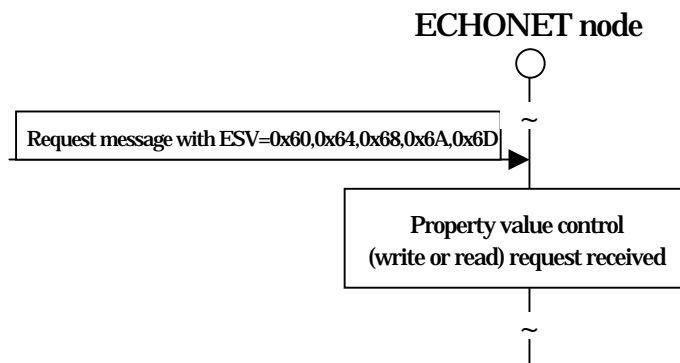 ECHONET node
~
Request message with ESV=0x60,0x64,0x68,0x6A,0x6D
Property value control
(write or read) request received
~